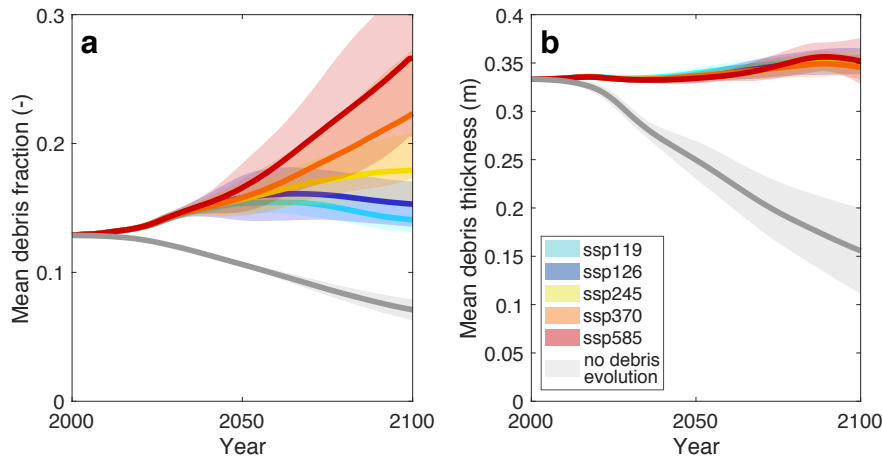 a
Mean debris fraction (-)
0.3
0.2
0.1
0
2000
2050
2100
Year
b
Mean debris thickness (m)
0.4
0.35
0.3
0.25
0.2
0.15
0.1
0.05
0
2000
2050
2100
Year
ssp119
ssp126
ssp245
ssp370
ssp585
no debris
evolution